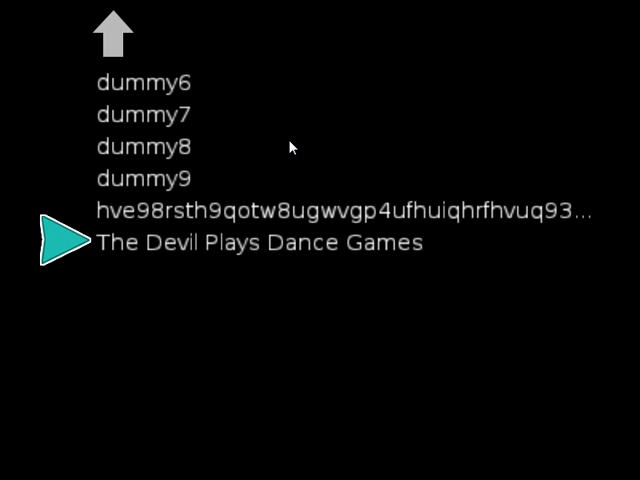 dummy6
dummy7
dummy8
dummy9
hve98rsth9qotw8ugwvgp4ufhuiqhrfhvuq93...
The Devil Plays Dance Games